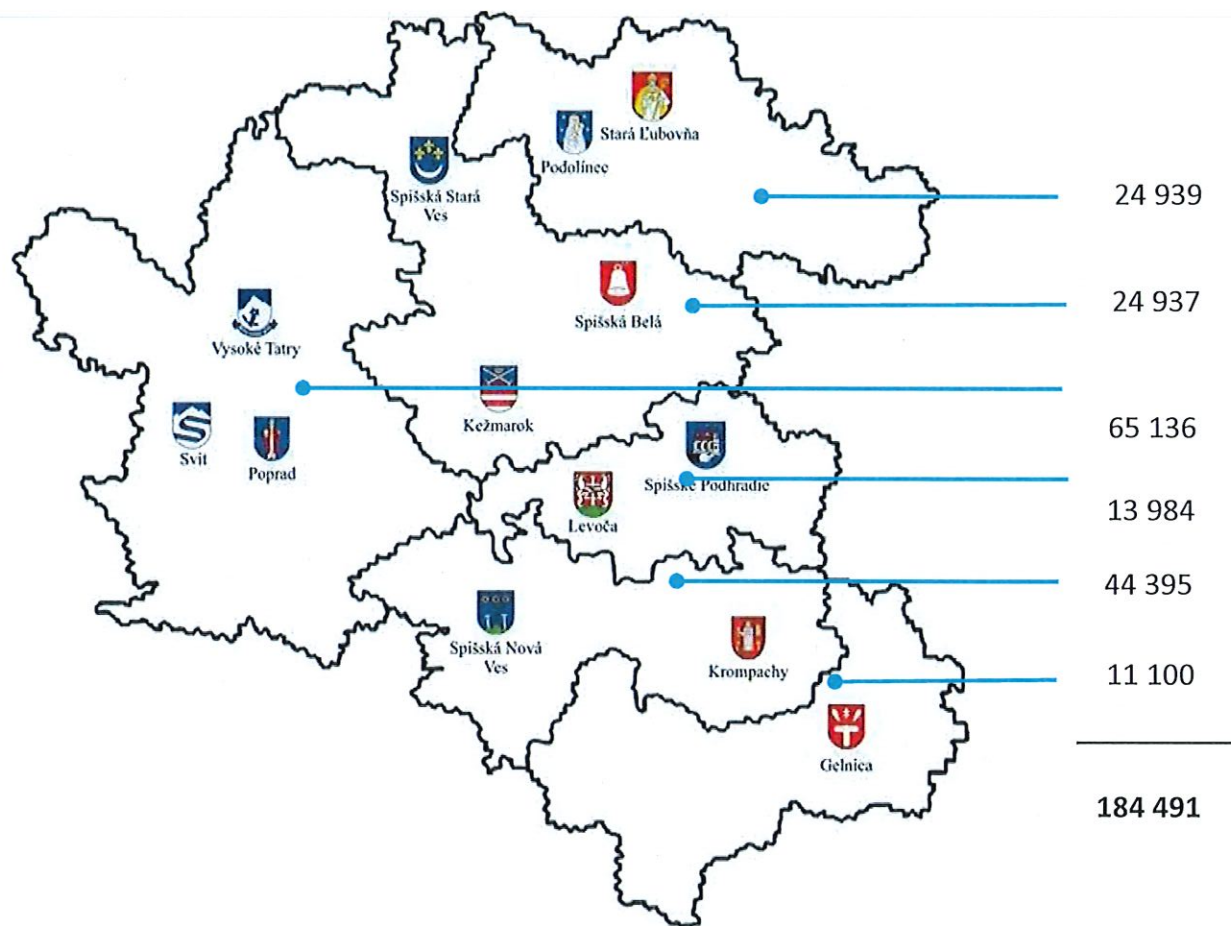 Stará Ľubovňa
Podolínec
Spišská Stará
Ves
Spišská Belá
Vysoké Tatry
Kežmarok
Svit
Poprad
Spišské Podhradie
Levoča
Spišská Nová
Ves
Krompachy
Gelnica
24 939
24 937
65 136
13 984
44 395
11 100
184 491